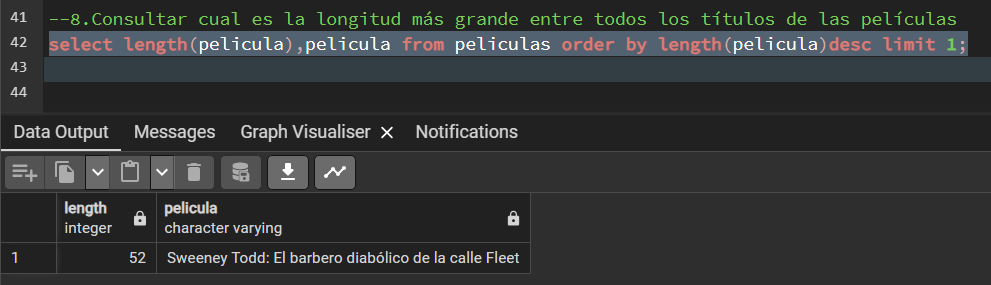 41 --8.Consultar cual es la longitud más grande entre todos los títulos de las películas
42 select length(pelicula),pelicula from peliculas order by length(pelicula)desc limit 1;
43
44
Data Output Messages Graph Visualiser × Notifications
length pelicula
integer character varying
1 52 Sweeney Todd: El barbero diabólico de la calle Fleet